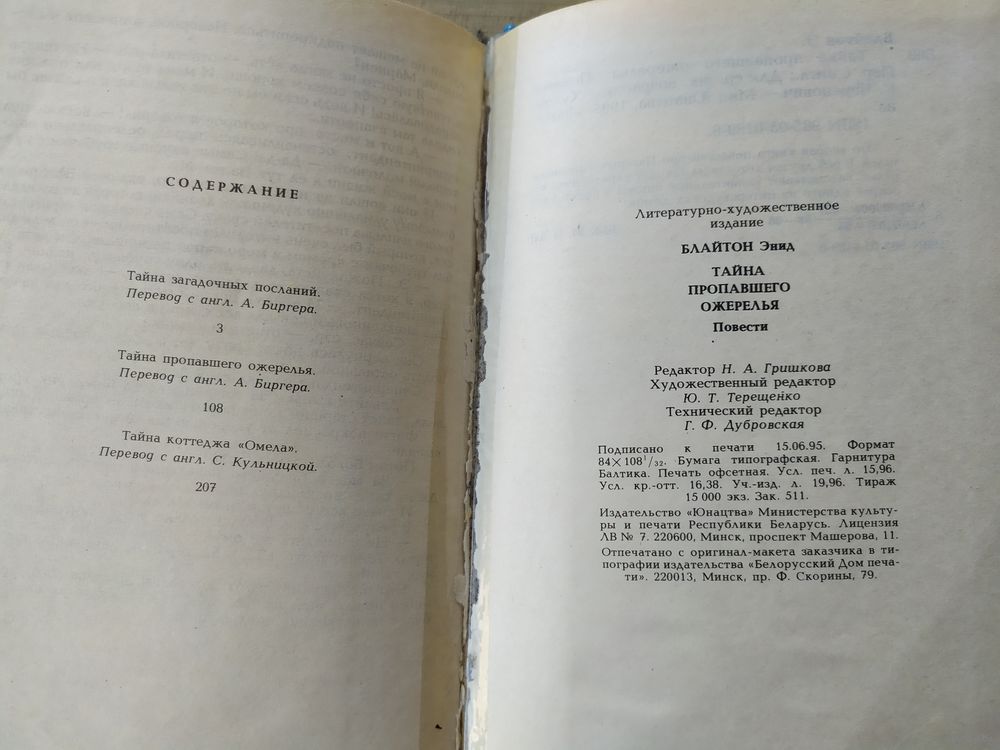 СОДЕРЖАНИЕ
Тайна загадочных посланий.
Перевод с англ. А. Биргера.
3
Тайна пропавшего ожерелья.
Перевод с англ. А. Биргера.
108
Тайна коттеджа «Омела».
Перевод с англ. С. Кульницкой.
207
Литературно-художественное
издание
БЛАЙТОН Энид
ТАЙНА
ПРОПАВШЕГО
ОЖЕРЕЛЬЯ
Повести
Редактор Н. А. Гришкова
Художественный редактор
Ю. Т. Терещенко
Технический редактор
Г. Ф. Дубровская
Подписано к печати 15.06.95. Формат
84×108¹/₃₂. Бумага типографская. Гарнитура
Балтика. Печать офсетная. Усл. печ. л. 15,96.
Усл. кр.-отт. 16,38. Уч.-изд. л. 19,96. Тираж
15 000 экз. Зак. 511.
Издательство «Юнацтва» Министерства культу-
ры и печати Республики Беларусь. Лицензия
ЛВ № 7. 220600, Минск, проспект Машерова, 11.
Отпечатано с оригинал-макета заказчика в ти-
пографии издательства «Белорусский Дом печа-
ти». 220013, Минск, пр. Ф. Скорины, 79.